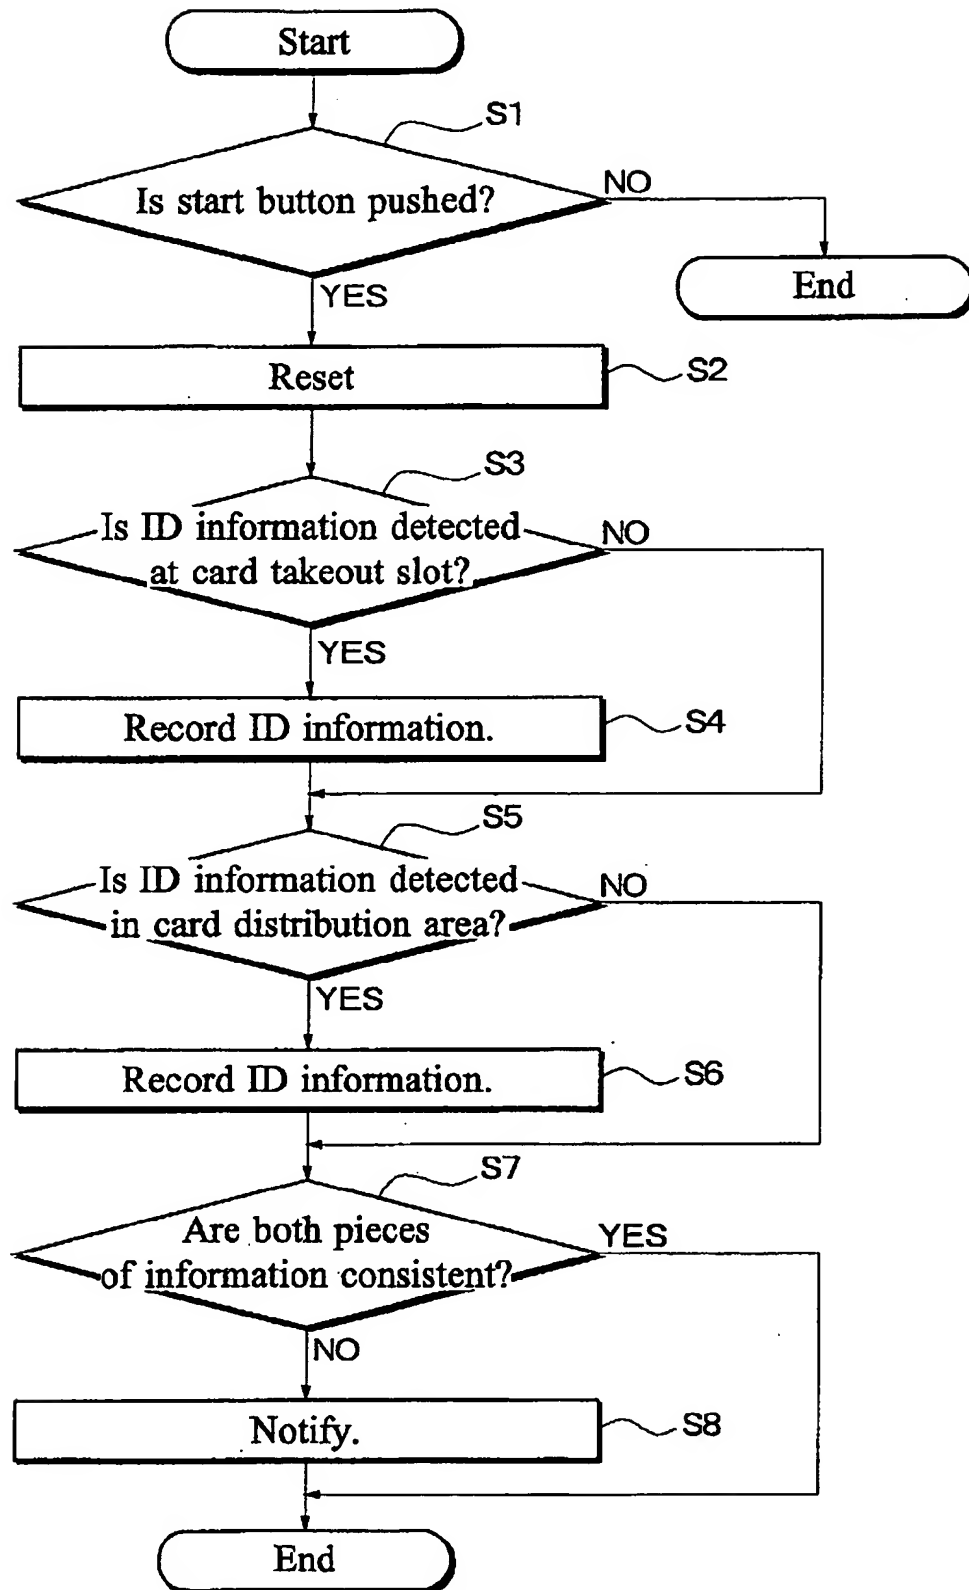 Start
S1
Is start button pushed?
NO
End
YES
Reset
S2
S3
Is ID information detected
at card takeout slot?
NO
YES
Record ID information.
S4
S5
Is ID information detected
in card distribution area?
NO
YES
Record ID information.
S6
S7
Are both pieces
of information consistent?
YES
NO
Notify.
S8
End